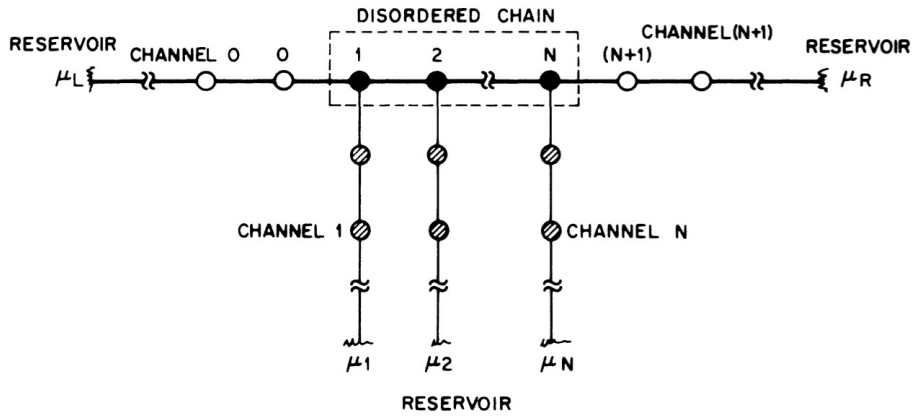 DISORDERED CHAIN
RESERVOIR
CHANNEL 0
0
1
2
N
(N+1)
CHANNEL(N+1)
RESERVOIR
μL
μR
CHANNEL 1
CHANNEL N
μ1
μ2
μN
RESERVOIR